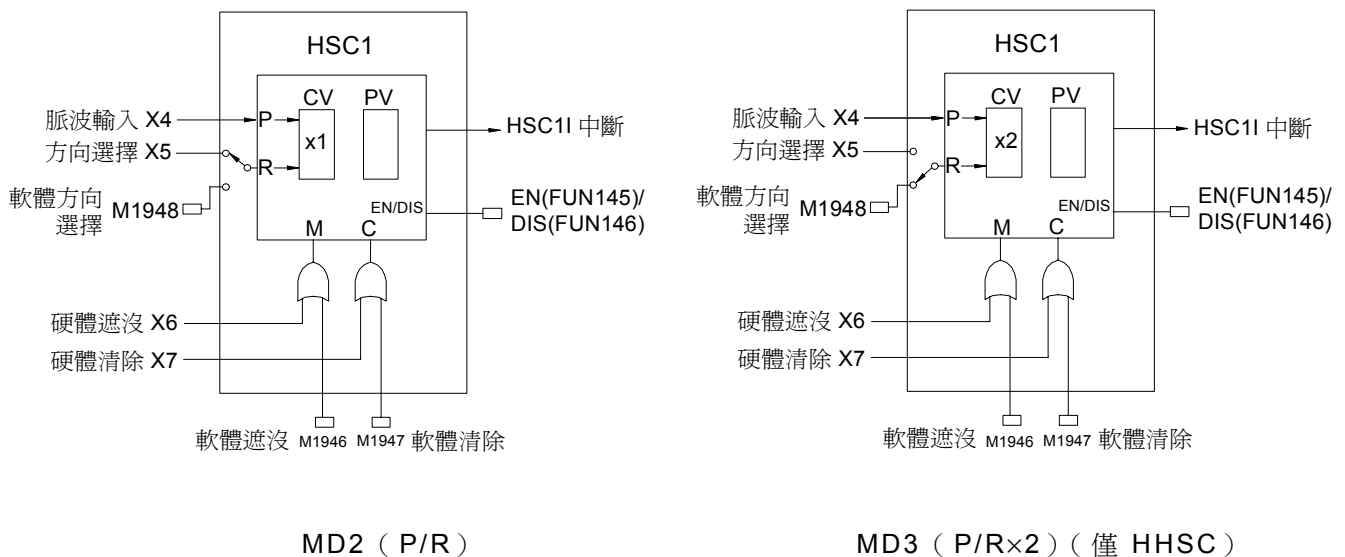 HSC1
CV PV
脈波輸入 X4
P
x1
HSC1I 中斷
方向選擇 X5
R
軟體方向
選擇 M1948
EN/DIS
EN(FUN145)/
DIS(FUN146)
M C
硬體遮沒 X6
硬體清除 X7
軟體遮沒 M1946 M1947 軟體清除
MD2 ( P/R )
HSC1
CV PV
脈波輸入 X4
P
x2
HSC1I 中斷
方向選擇 X5
R
軟體方向
選擇 M1948
EN/DIS
EN(FUN145)/
DIS(FUN146)
M C
硬體遮沒 X6
硬體清除 X7
軟體遮沒 M1946 M1947 軟體清除
MD3 ( P/R×2 ) ( 僅 HHSC )